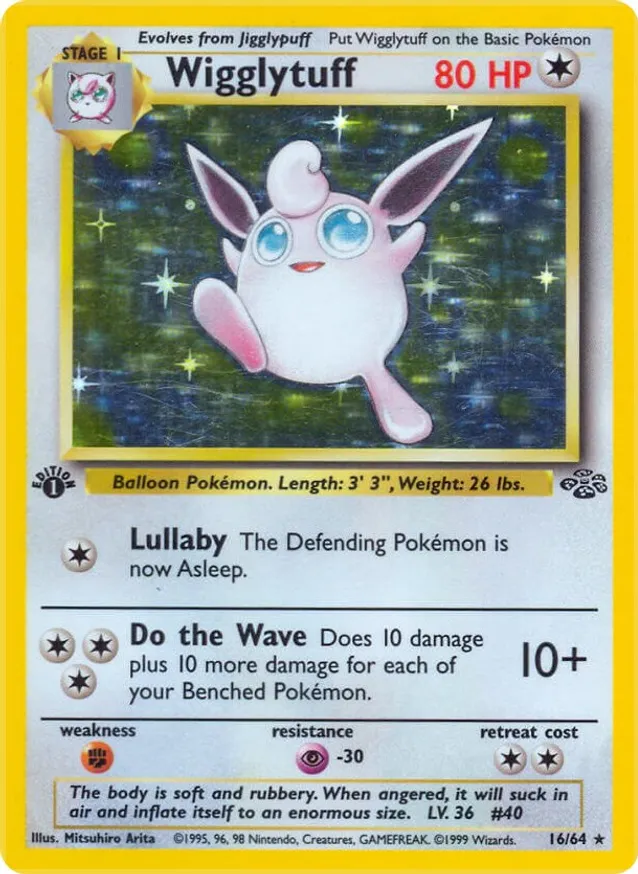 Evolves from Jigglypuff   Put Wigglytuff on the Basic Pokémon
STAGE 1
Wigglytuff 80 HP
EDITION
1
Balloon Pokémon. Length: 3' 3", Weight: 26 lbs.
Lullaby The Defending Pokémon is
now Asleep.
Do the Wave Does 10 damage
plus 10 more damage for each of
your Benched Pokémon.
10+
weakness resistance retreat cost
-30
The body is soft and rubbery. When angered, it will suck in
air and inflate itself to an enormous size. LV. 36 #40
Illus. Mitsuhiro Arita ©1995, 96, 98 Nintendo, Creatures, GAMEFREAK. ©1999 Wizards. 16/64 ★